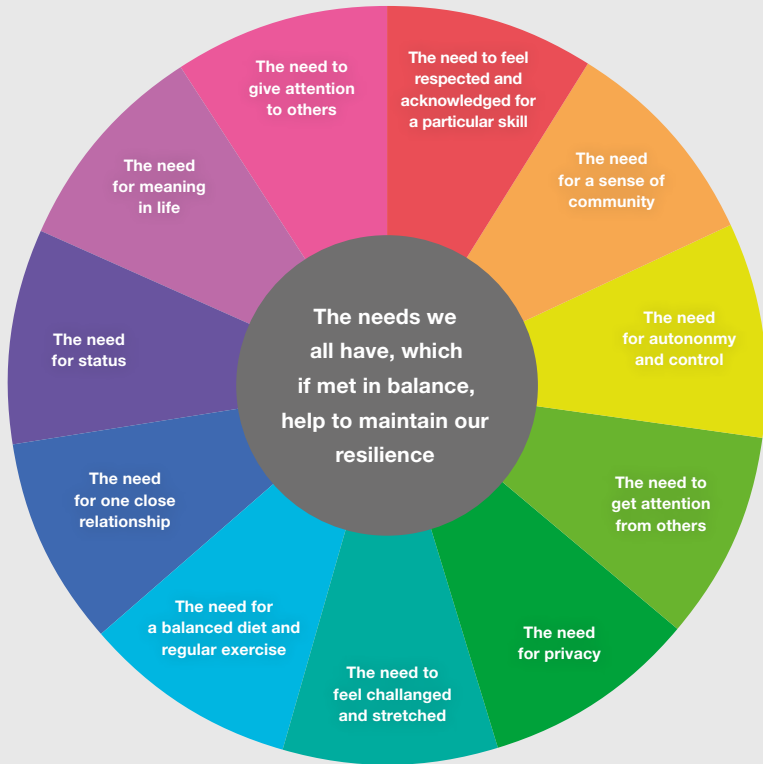 The need to feel
respected and
acknowledged for
a particular skill
The need
for a sense of
community
The need
for autononmy
and control
The need to
get attention
from others
The need
for privacy
The need to
feel challanged
and stretched
The need for
a balanced diet and
regular exercise
The need
for one close
relationship
The need
for status
The need
for meaning
in life
The need to
give attention
to others
The needs we
all have, which
if met in balance,
help to maintain our
resilience